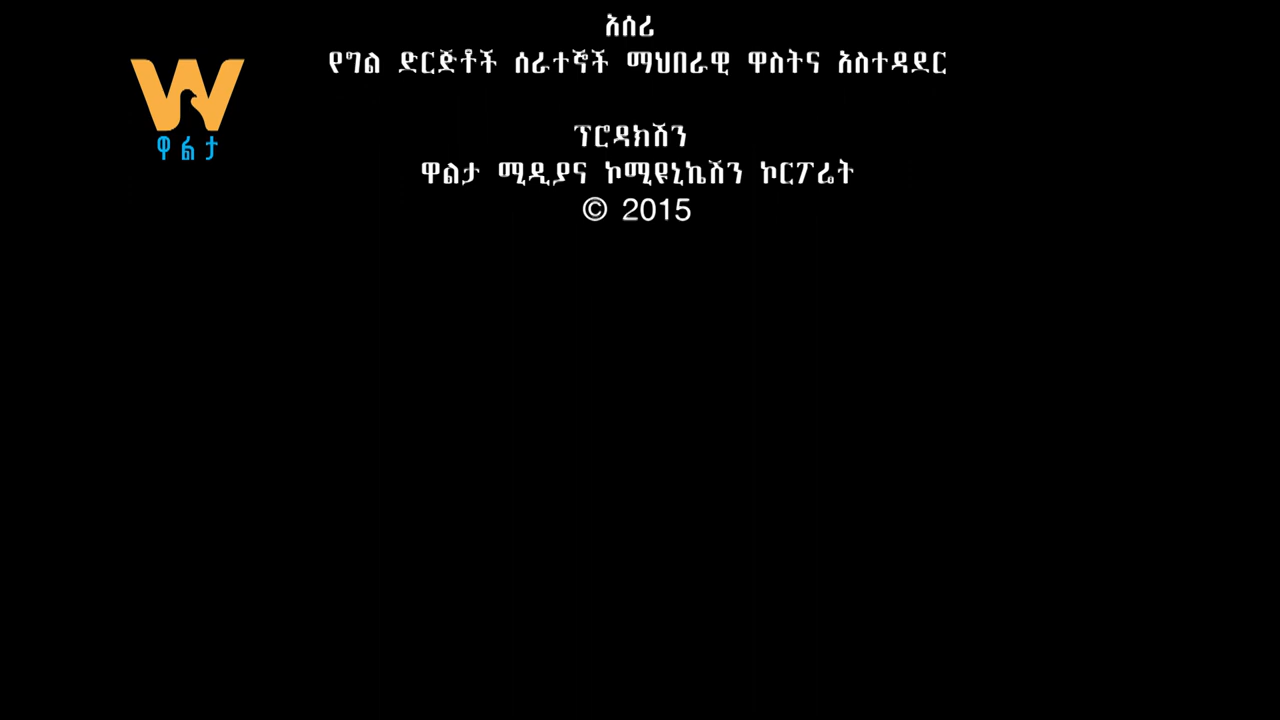 አሰሪ
የግል ድርጅቶች ሰራተኞች ማህበራዊ ዋስትና አስተዳደር
ዋልታ
ፕሮዳክሽን
ዋልታ ሚዲያና ኮሚዩኒኬሽን ኮርፖሬት
© 2015